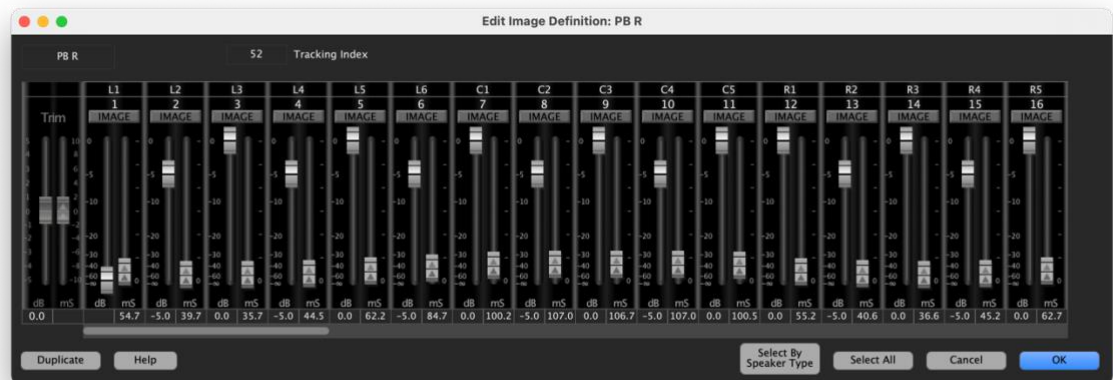 Edit Image Definition: PB R
PB R 52 Tracking Index
L1 L2 L3 L4 L5 L6 C1 C2 C3 C4 C5 R1 R2 R3 R4 R5
1 2 3 4 5 6 7 8 9 10 11 12 13 14 15 16
Trim IMAGE IMAGE IMAGE IMAGE IMAGE IMAGE IMAGE IMAGE IMAGE IMAGE IMAGE IMAGE IMAGE IMAGE IMAGE IMAGE
dB mS dB mS dB mS dB mS dB mS dB mS dB mS dB mS dB mS dB mS dB mS dB mS dB mS dB mS dB mS dB mS dB mS
0.0 54.7 -5.0 39.7 0.0 35.7 -5.0 44.5 0.0 62.2 -5.0 84.7 0.0 100.2 -5.0 107.0 0.0 106.7 -5.0 107.0 0.0 100.5 0.0 55.2 -5.0 40.6 0.0 36.6 -5.0 45.2 0.0 62.7
Duplicate Help Select By Speaker Type Select All Cancel OK